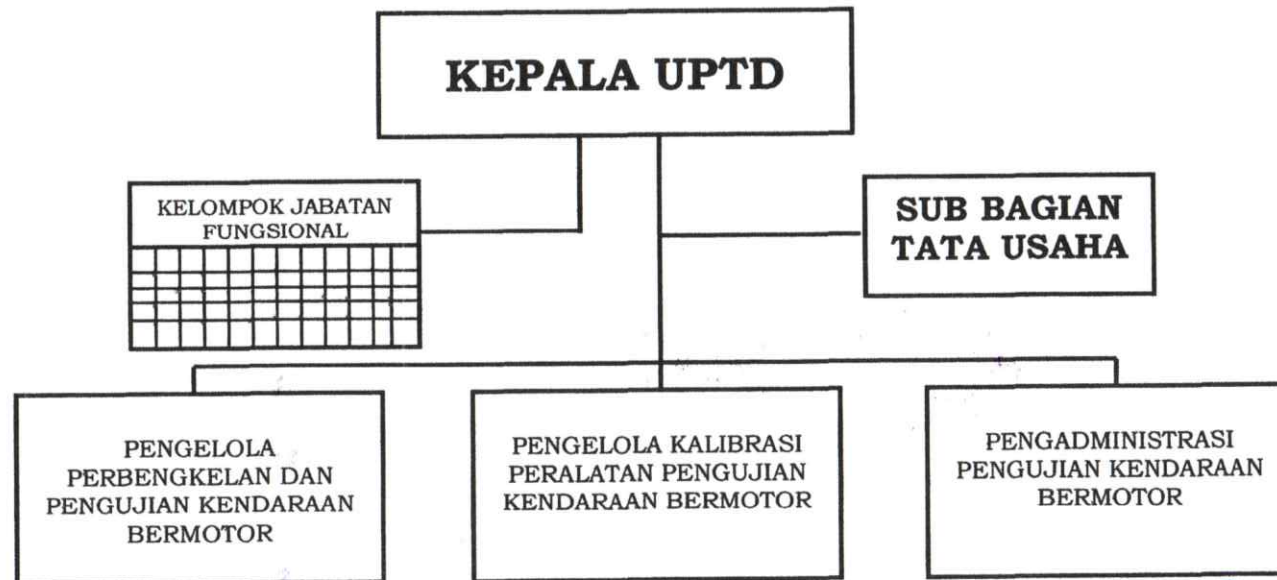 KEPALA UPTD
KELOMPOK JABATAN
FUNGSIONAL
SUB BAGIAN
TATA USAHA
PENGELOLA
PERBENGKELAN DAN
PENGUJIAN KENDARAAN
BERMOTOR
PENGELOLA KALIBRASI
PERALATAN PENGUJIAN
KENDARAAN BERMOTOR
PENGADMINISTRASI
PENGUJIAN KENDARAAN
BERMOTOR